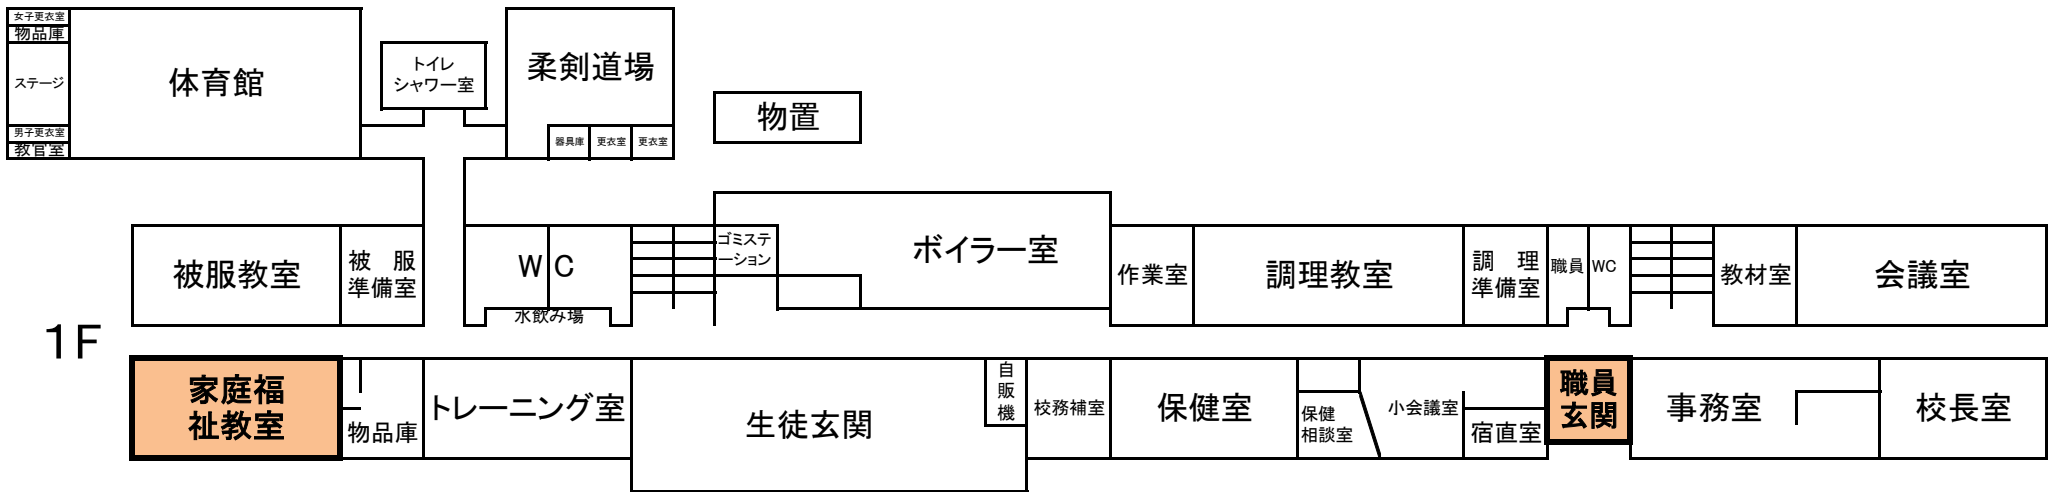 女子更衣室
物品庫
ステージ
男子更衣室
教官室
体育館
トイレ
シャワー室
柔剣道場
器具庫
更衣室
更衣室
物置
被服教室
被　服
準備室
W C
水飲み場
ゴミステ
ーション
ボイラー室
作業室
調理教室
調　理
準備室
職員
WC
教材室
会議室
1F
家庭福
祉教室
物品庫
トレーニング室
生徒玄関
自
販
機
校務補室
保健室
保健
相談室
小会議室
宿直室
職員
玄関
事務室
校長室